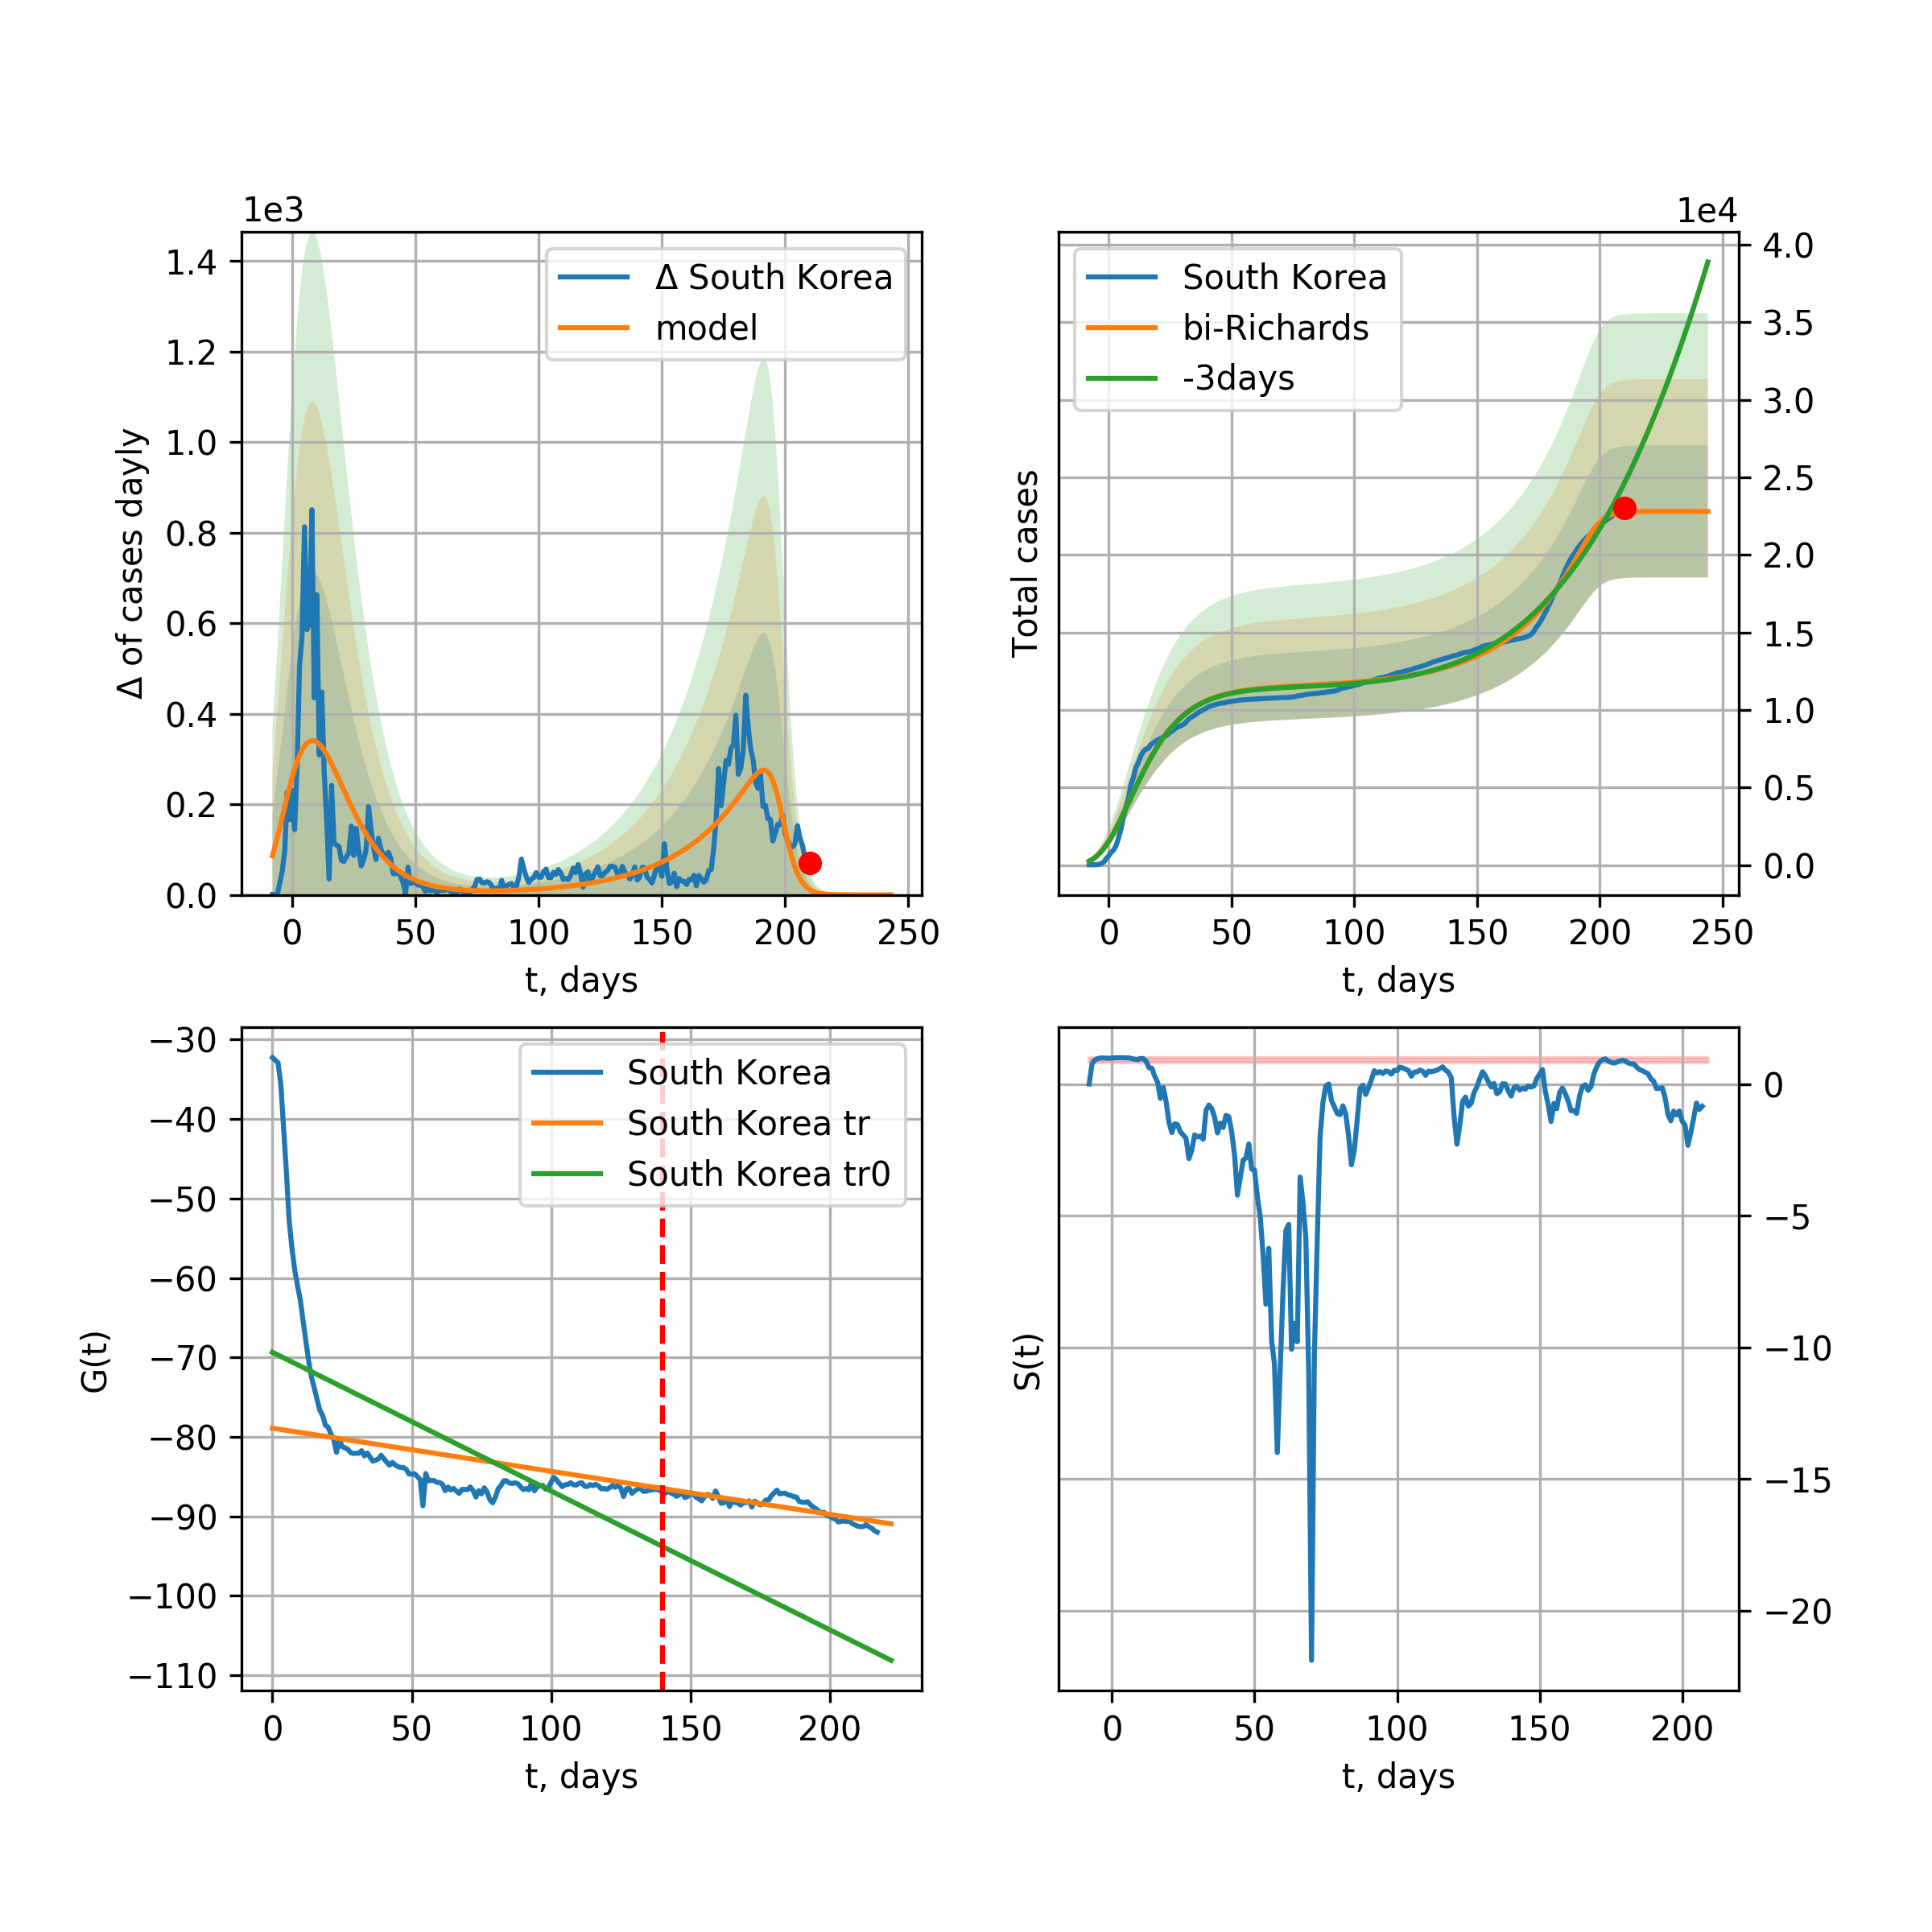 1e3
1.4
1.2
1.0
0.8
0.6
0.4
0.2
0.0
Δ of cases dayly
Δ South Korea
model
0 50 100 150 200 250
t, days
1e4
4.0
3.5
3.0
2.5
2.0
1.5
1.0
0.5
0.0
Total cases
South Korea
bi-Richards
-3days
0 50 100 150 200 250
t, days
−30
−40
−50
−60
−70
−80
−90
−100
−110
G(t)
South Korea
South Korea tr
South Korea tr0
0 50 100 150 200
t, days
0
−5
−10
−15
−20
S(t)
0 50 100 150 200
t, days